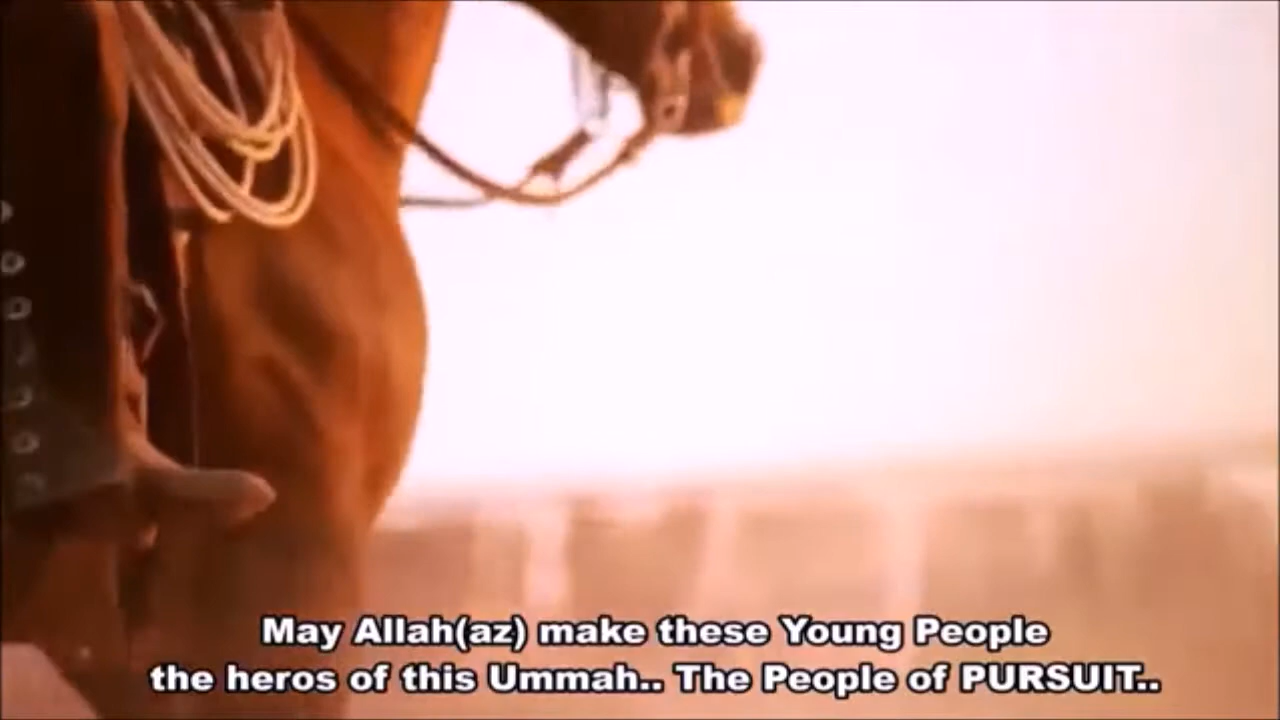 May Allah(az) make these Young People
the heros of this Ummah.. The People of PURSUIT..